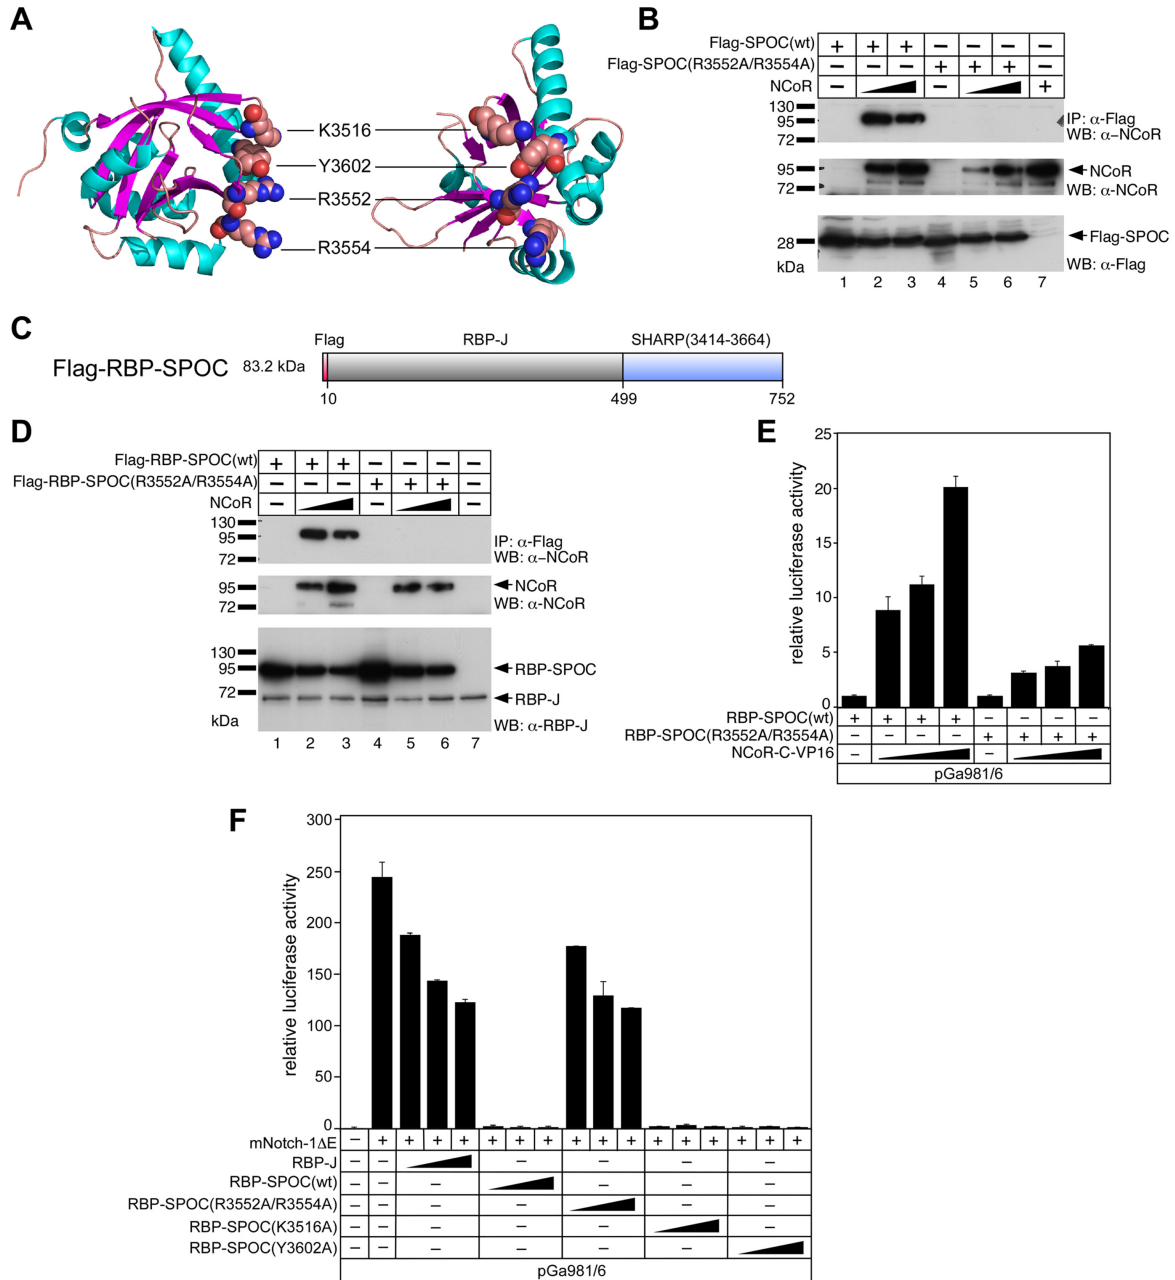 A
K3516
Y3602
R3552
R3554
B
Flag-SPOC(wt) + + + − − − −
Flag-SPOC(R3552A/R3554A) − − − + + + −
NCoR − − +
130
95
72
IP: α-Flag
WB: α−NCoR
95
72
NCoR
WB: α-NCoR
28
kDa
Flag-SPOC
WB: α-Flag
1 2 3 4 5 6 7
C
Flag RBP-J SHARP(3414-3664)
Flag-RBP-SPOC 83.2 kDa
10 499 752
D
Flag-RBP-SPOC(wt) + + + − − − −
Flag-RBP-SPOC(R3552A/R3554A) − − − + + + −
NCoR − − −
130
95
72
IP: α-Flag
WB: α−NCoR
95
72
NCoR
WB: α-NCoR
130
95
72
kDa
RBP-SPOC
RBP-J
WB: α-RBP-J
1 2 3 4 5 6 7
E
relative luciferase activity
25
20
15
10
5
0
RBP-SPOC(wt) + + + + − − − −
RBP-SPOC(R3552A/R3554A) − − − − + + + +
NCoR-C-VP16 − −
pGa981/6
F
relative luciferase activity
300
250
200
150
100
50
0
mNotch-1ΔE − + + + + + + + + + + + + + + + +
RBP-J − − − − − −
RBP-SPOC(wt) − − − − − −
RBP-SPOC(R3552A/R3554A) − − − − − −
RBP-SPOC(K3516A) − − − − − −
RBP-SPOC(Y3602A) − − − − − −
pGa981/6